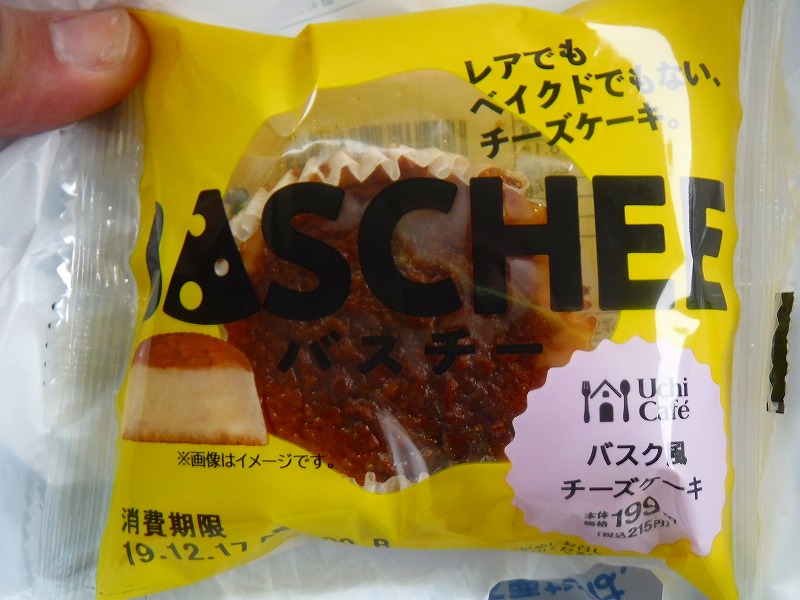 レアでも
ベイクドでもない、
チーズケーキ。
BASCHEE
バスチー
Uchi
Café
バスク風
チーズケーキ
本体
価格 199
(税込215円)
※画像はイメージです。
消費期限
19.12.17